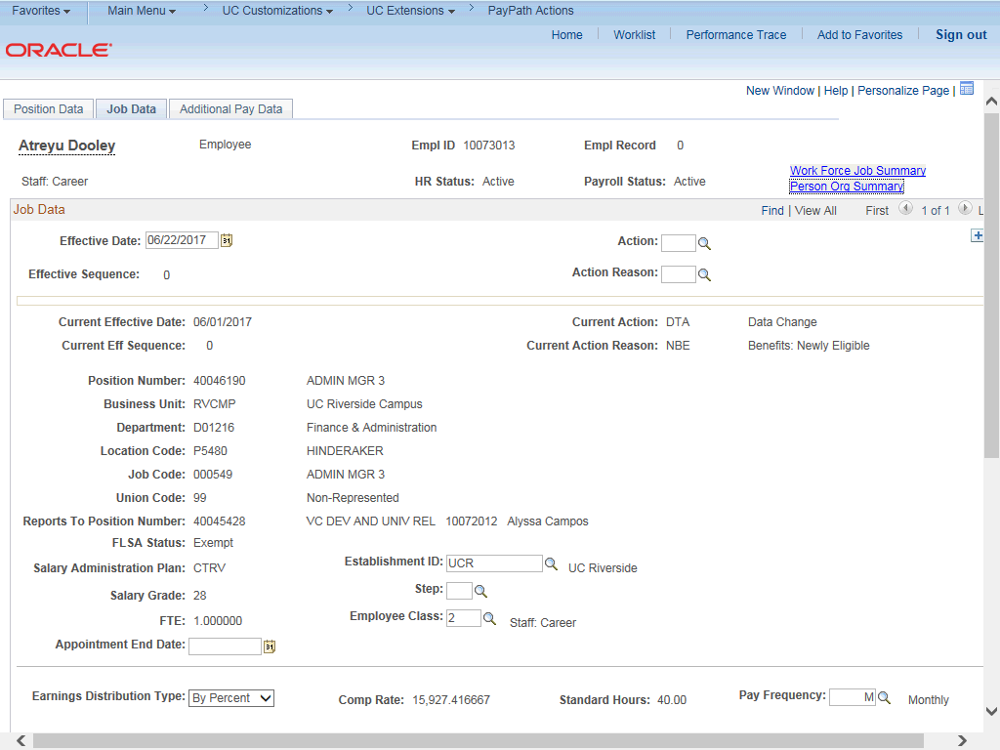 Favorites Main Menu > UC Customizations > UC Extensions > PayPath Actions
Home Worklist Performance Trace Add to Favorites Sign out
ORACLE
New Window | Help | Personalize Page |
Position Data Job Data Additional Pay Data
Atreyu Dooley Employee Empl ID 10073013 Empl Record 0
Work Force Job Summary
Staff: Career HR Status: Active Payroll Status: Active
Person Org Summary
Job Data Find | View All First 1 of 1 L
Effective Date: 06/22/2017 31 Action:
Effective Sequence: 0 Action Reason:
Current Effective Date: 06/01/2017 Current Action: DTA Data Change
Current Eff Sequence: 0 Current Action Reason: NBE Benefits: Newly Eligible
Position Number: 40046190 ADMIN MGR 3
Business Unit: RVCMP UC Riverside Campus
Department: D01216 Finance & Administration
Location Code: P5480 HINDERAKER
Job Code: 000549 ADMIN MGR 3
Union Code: 99 Non-Represented
Reports To Position Number: 40045428 VC DEV AND UNIV REL 10072012 Alyssa Campos
FLSA Status: Exempt
Salary Administration Plan: CTRV Establishment ID: UCR UC Riverside
Salary Grade: 28 Step:
FTE: 1.000000 Employee Class: 2 Staff: Career
Appointment End Date: 31
Earnings Distribution Type: By Percent Comp Rate: 15,927.416667 Standard Hours: 40.00 Pay Frequency: M Monthly